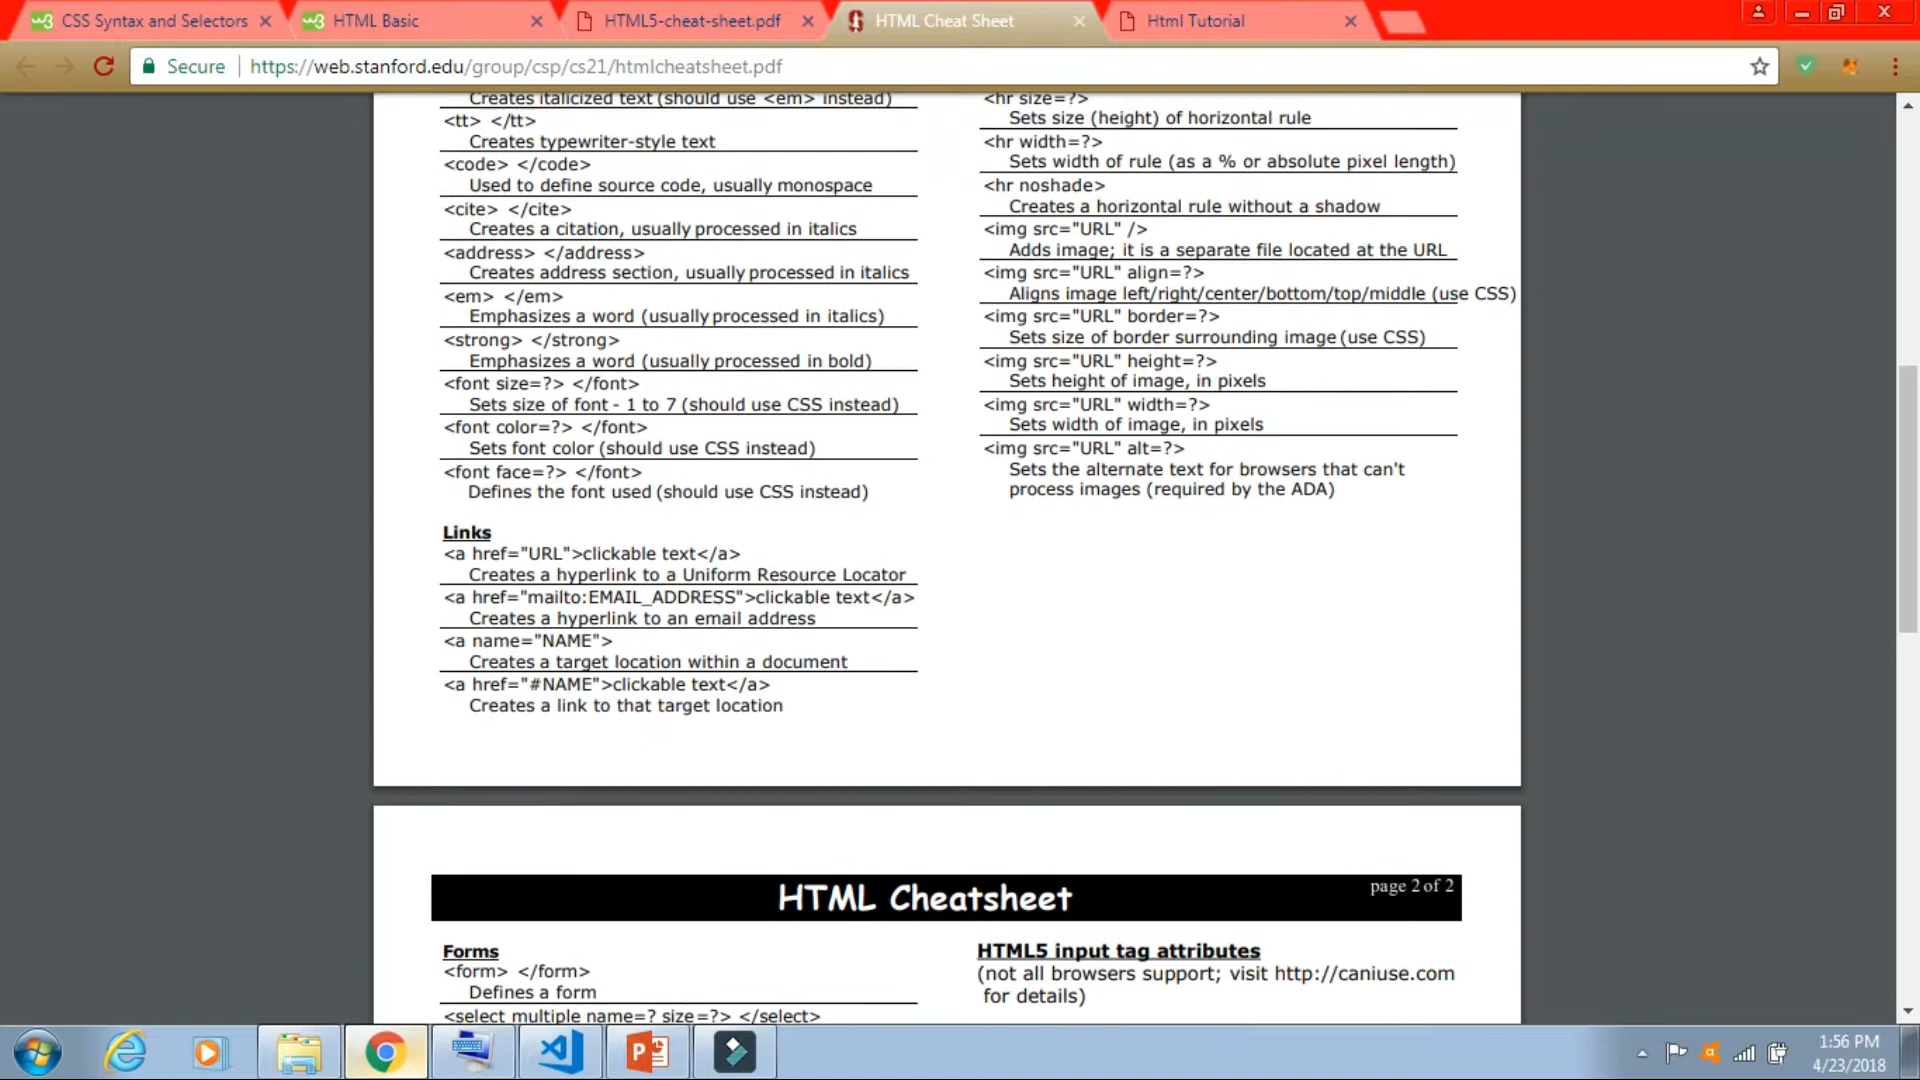 CSS Syntax and Selectors
HTML Basic
HTML5-cheat-sheet.pdf
HTML Cheat Sheet
Html Tutorial
Secure
https://web.stanford.edu/group/csp/cs21/htmlcheatsheet.pdf
Creates italicized text (should use <em> instead)
<tt> </tt>
Creates typewriter-style text
<code> </code>
Used to define source code, usually monospace
<cite> </cite>
Creates a citation, usually processed in italics
<address> </address>
Creates address section, usually processed in italics
<em> </em>
Emphasizes a word (usually processed in italics)
<strong> </strong>
Emphasizes a word (usually processed in bold)
<font size=?> </font>
Sets size of font - 1 to 7 (should use CSS instead)
<font color=?> </font>
Sets font color (should use CSS instead)
<font face=?> </font>
Defines the font used (should use CSS instead)
Links
<a href="URL">clickable text</a>
Creates a hyperlink to a Uniform Resource Locator
<a href="mailto:EMAIL_ADDRESS">clickable text</a>
Creates a hyperlink to an email address
<a name="NAME">
Creates a target location within a document
<a href="#NAME">clickable text</a>
Creates a link to that target location
<hr size=?>
Sets size (height) of horizontal rule
<hr width=?>
Sets width of rule (as a % or absolute pixel length)
<hr noshade>
Creates a horizontal rule without a shadow
<img src="URL" />
Adds image; it is a separate file located at the URL
<img src="URL" align=?>
Aligns image left/right/center/bottom/top/middle (use CSS)
<img src="URL" border=?>
Sets size of border surrounding image (use CSS)
<img src="URL" height=?>
Sets height of image, in pixels
<img src="URL" width=?>
Sets width of image, in pixels
<img src="URL" alt=?>
Sets the alternate text for browsers that can't
process images (required by the ADA)
HTML Cheatsheet
page 2 of 2
Forms
<form> </form>
Defines a form
<select multiple name=? size=?> </select>
HTML5 input tag attributes
(not all browsers support; visit http://caniuse.com
for details)
1:56 PM
4/23/2018